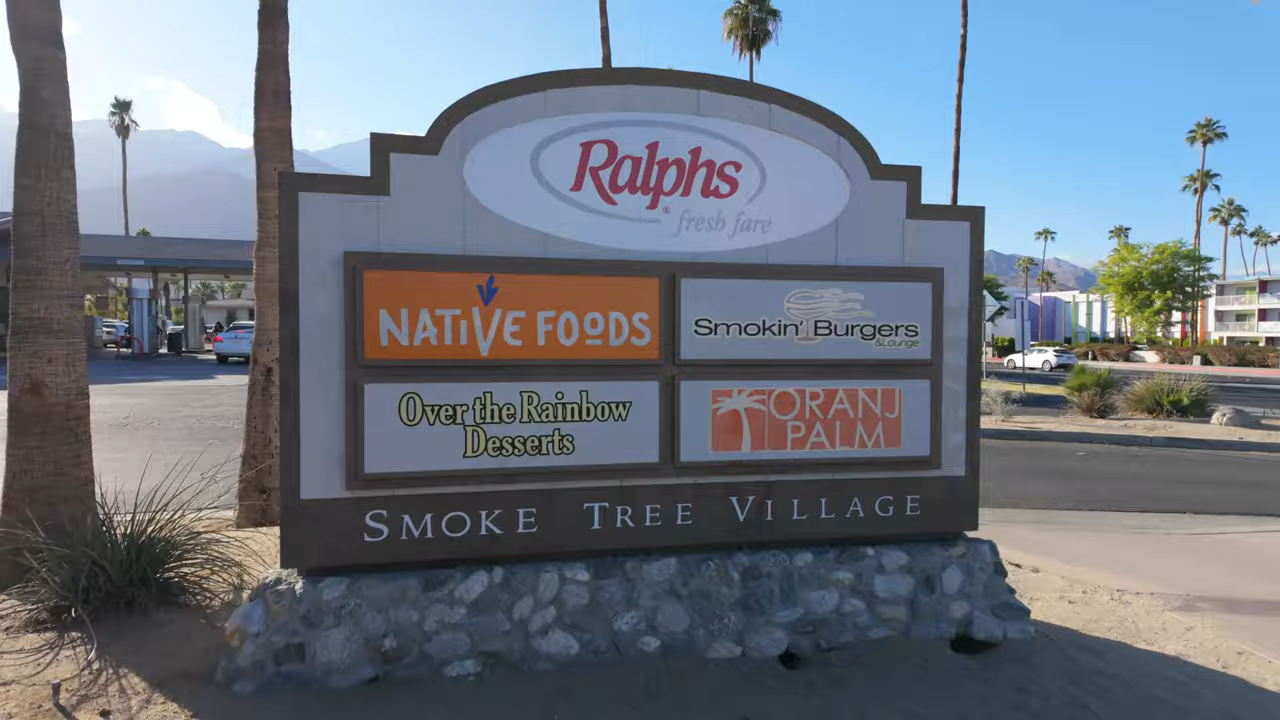 Ralphs
fresh fare
NATIVE FOODS
Smokin' Burgers
& Lounge
Over the Rainbow
Desserts
ORANJ
PALM
SMOKE TREE VILLAGE